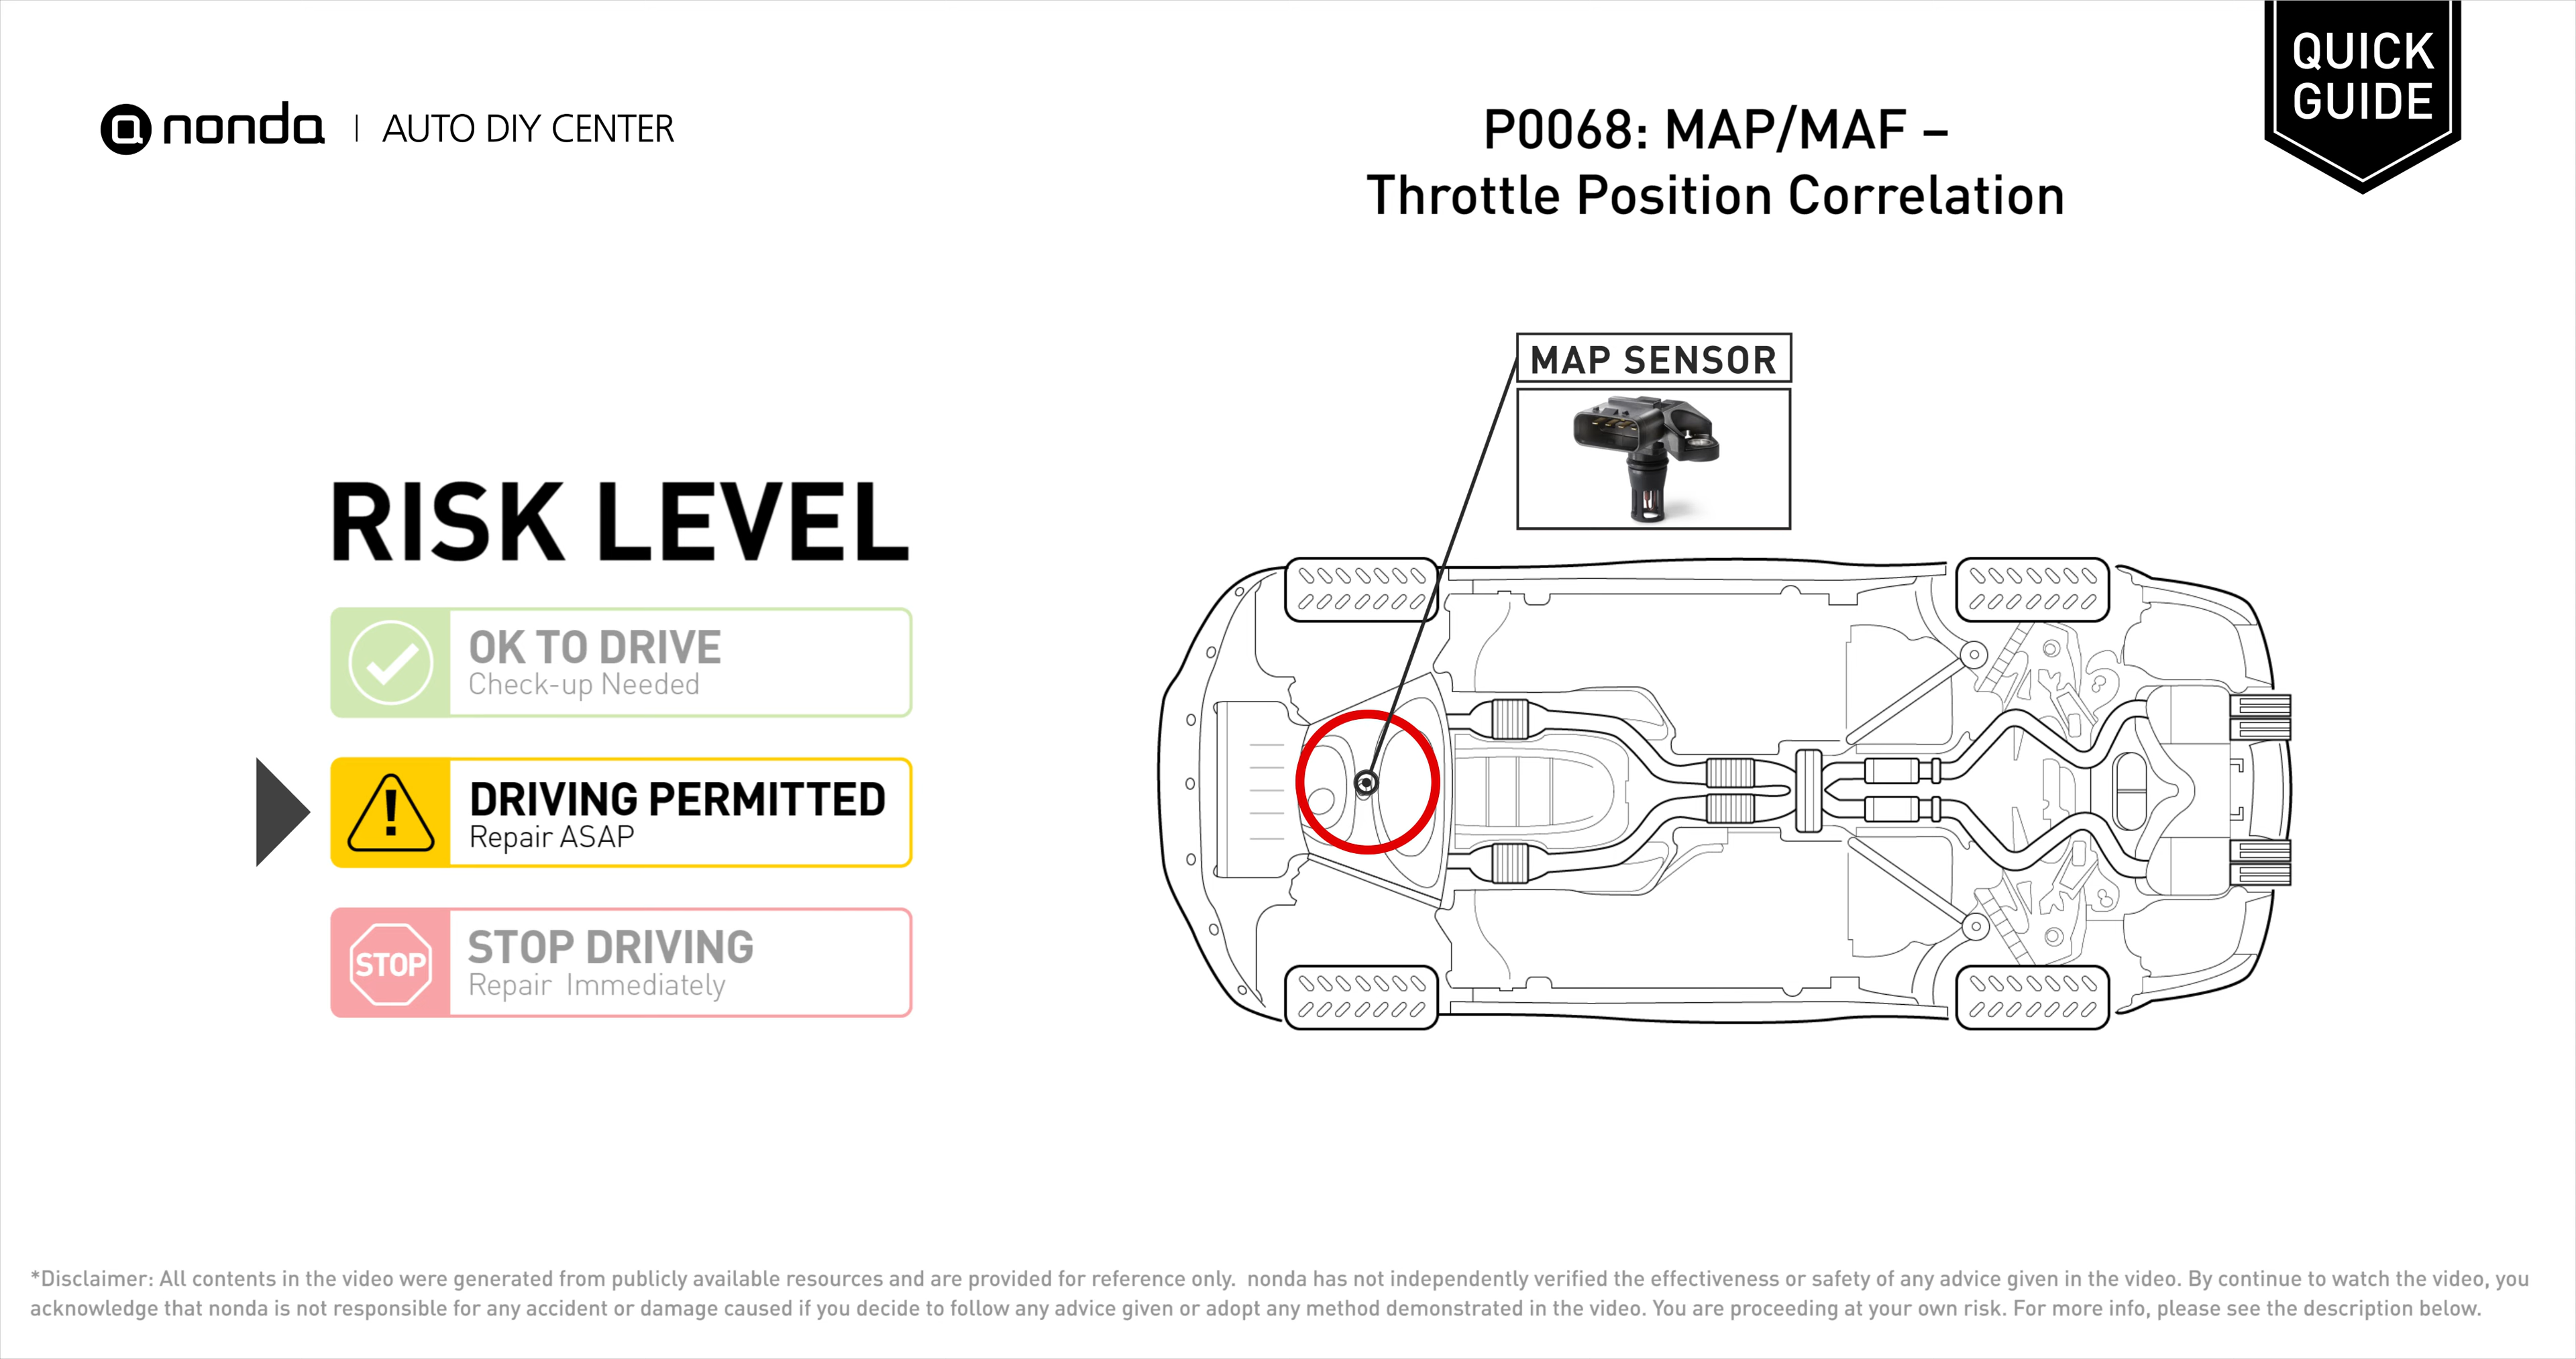 nonda | AUTO DIY CENTER
P0068: MAP/MAF –
Throttle Position Correlation
QUICK
GUIDE
MAP SENSOR
RISK LEVEL
OK TO DRIVE
Check-up Needed
DRIVING PERMITTED
Repair ASAP
STOP
STOP DRIVING
Repair Immediately
*Disclaimer: All contents in the video were generated from publicly available resources and are provided for reference only. nonda has not independently verified the effectiveness or safety of any advice given in the video. By continue to watch the video, you
acknowledge that nonda is not responsible for any accident or damage caused if you decide to follow any advice given or adopt any method demonstrated in the video. You are proceeding at your own risk. For more info, please see the description below.